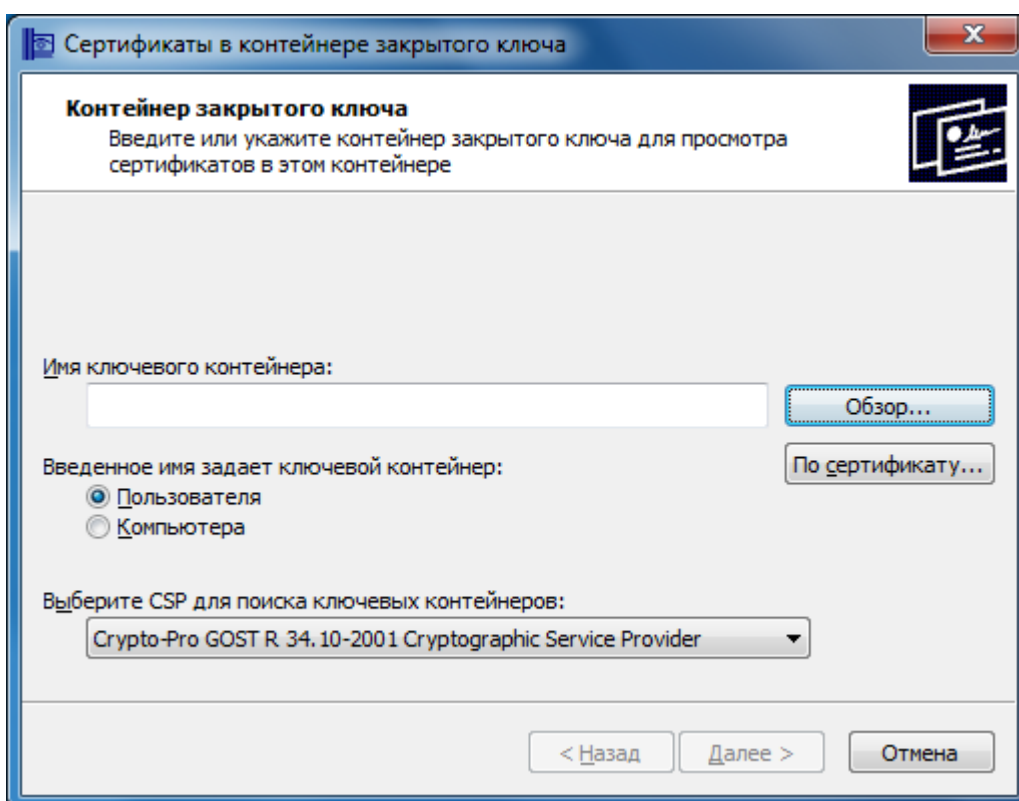 Сертификаты в контейнере закрытого ключа
Контейнер закрытого ключа
Введите или укажите контейнер закрытого ключа для просмотра
сертификатов в этом контейнере
Имя ключевого контейнера:
Обзор...
Введенное имя задает ключевой контейнер:
По сертификату...
Пользователя
Компьютера
Выберите CSP для поиска ключевых контейнеров:
Crypto-Pro GOST R 34.10-2001 Cryptographic Service Provider
< Назад
Далее >
Отмена